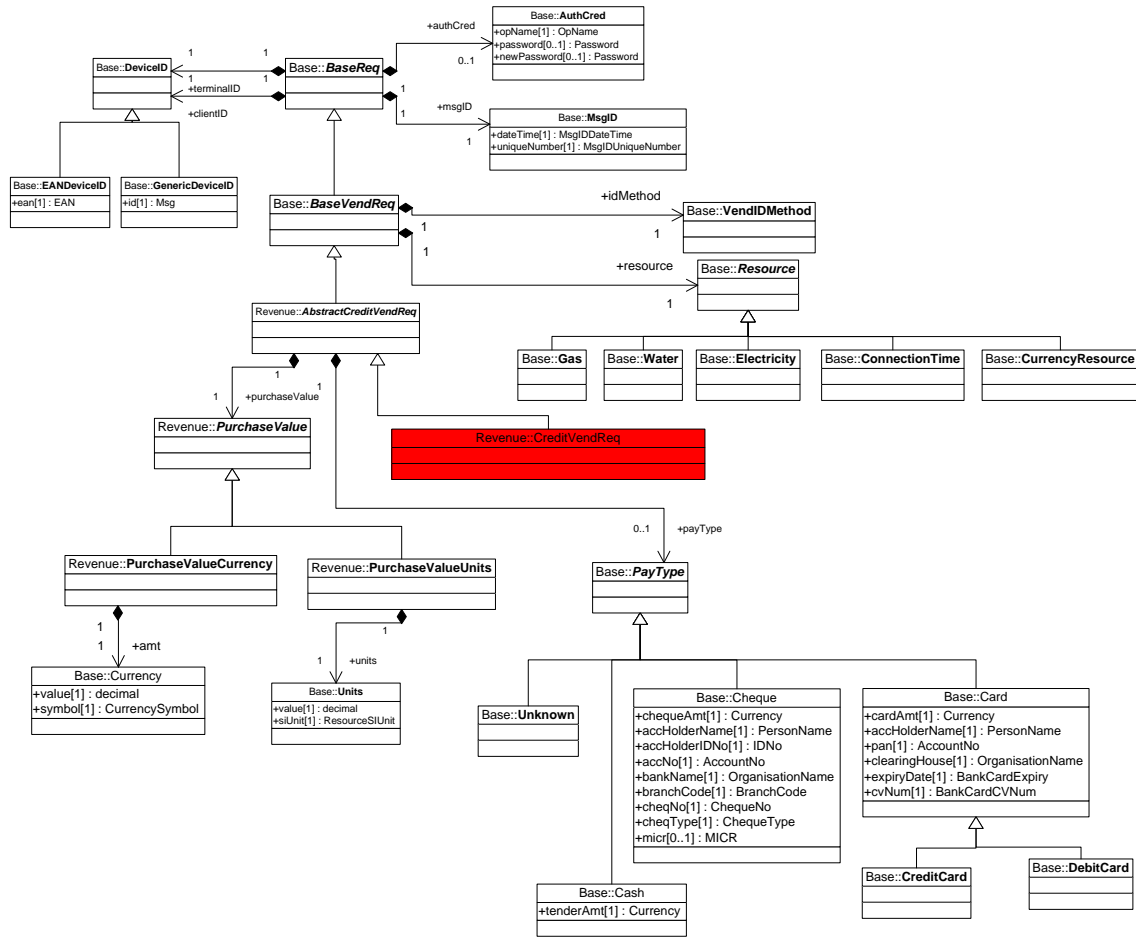 Base::AuthCred
+opName[1] : OpName
+password[0..1] : Password
+newPassword[0..1] : Password
+authCred
0..1
1
1
1
1
Base::DeviceID
Base::BaseReq
+terminalID
+clientID
1
1
+msgID
1
Base::MsgID
+dateTime[1] : MsgIDDateTime
+uniqueNumber[1] : MsgIDUniqueNumber
Base::EANDeviceID
+ean[1] : EAN
Base::GenericDeviceID
+id[1] : Msg
Base::BaseVendReq
+idMethod
1
1
Base::VendIDMethod
1
+resource
1
Base::Resource
Revenue::AbstractCreditVendReq
Base::Gas
Base::Water
Base::Electricity
Base::ConnectionTime
Base::CurrencyResource
1
1
1
+purchaseValue
Revenue::PurchaseValue
Revenue::CreditVendReq
0..1
+payType
Revenue::PurchaseValueCurrency
Revenue::PurchaseValueUnits
Base::PayType
1
1
+amt
1
1
+units
Base::Currency
+value[1] : decimal
+symbol[1] : CurrencySymbol
Base::Units
+value[1] : decimal
+siUnit[1] : ResourceSIUnit
Base::Unknown
Base::Cheque
+chequeAmt[1] : Currency
+accHolderName[1] : PersonName
+accHolderIDNo[1] : IDNo
+accNo[1] : AccountNo
+bankName[1] : OrganisationName
+branchCode[1] : BranchCode
+cheqNo[1] : ChequeNo
+cheqType[1] : ChequeType
+micr[0..1] : MICR
Base::Card
+cardAmt[1] : Currency
+accHolderName[1] : PersonName
+pan[1] : AccountNo
+clearingHouse[1] : OrganisationName
+expiryDate[1] : BankCardExpiry
+cvNum[1] : BankCardCVNum
Base::CreditCard
Base::DebitCard
Base::Cash
+tenderAmt[1] : Currency